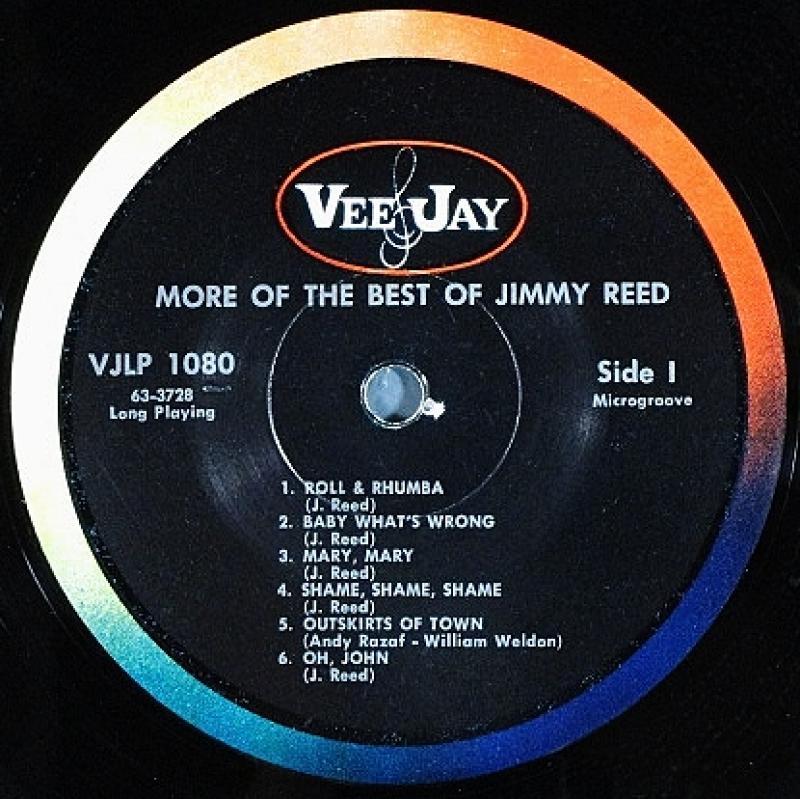 VEE JAY
MORE OF THE BEST OF JIMMY REED
VJLP 1080
63-3728
Long Playing
Side I
Microgroove
1. ROLL & RHUMBA
(J. Reed)
2. BABY WHAT'S WRONG
(J. Reed)
3. MARY, MARY
(J. Reed)
4. SHAME, SHAME, SHAME
(J. Reed)
5. OUTSKIRTS OF TOWN
(Andy Razaf - William Weldon)
6. OH, JOHN
(J. Reed)